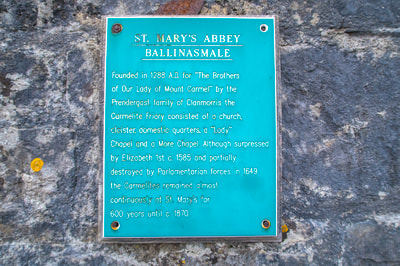 ST. MARY'S ABBEY
BALLINASMALE
Founded in 1288 A.D. for "The Brothers
of Our Lady of Mount Carmel" by the
Prendergast family of Clanmorris the
Carmelite friary consisted of a church,
cloister, domestic quarters, a "Lady"
Chapel and a More Chapel. Although suppressed
by Elizabeth 1st c. 1585 and partially
destroyed by Parliamentarian forces in 1649
the Carmelites remained almost
continuously at St. Mary's for
600 years until c. 1870.